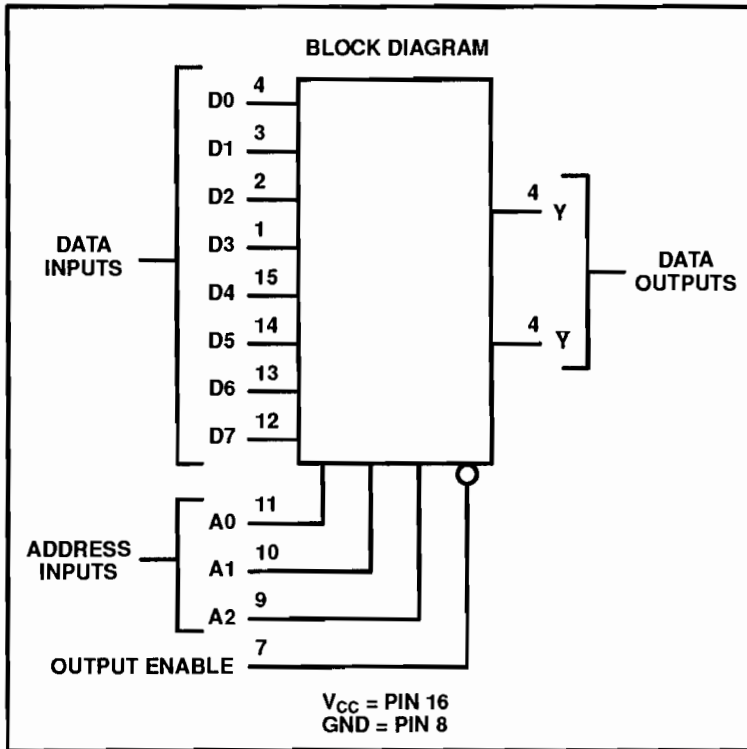 BLOCK DIAGRAM
D0 4
D1 3
D2 2
D3 1
D4 15
D5 14
D6 13
D7 12
DATA
INPUTS
4 Y
4 Y̅
DATA
OUTPUTS
A0 11
A1 10
A2 9
ADDRESS
INPUTS
OUTPUT ENABLE 7
VCC = PIN 16
GND = PIN 8